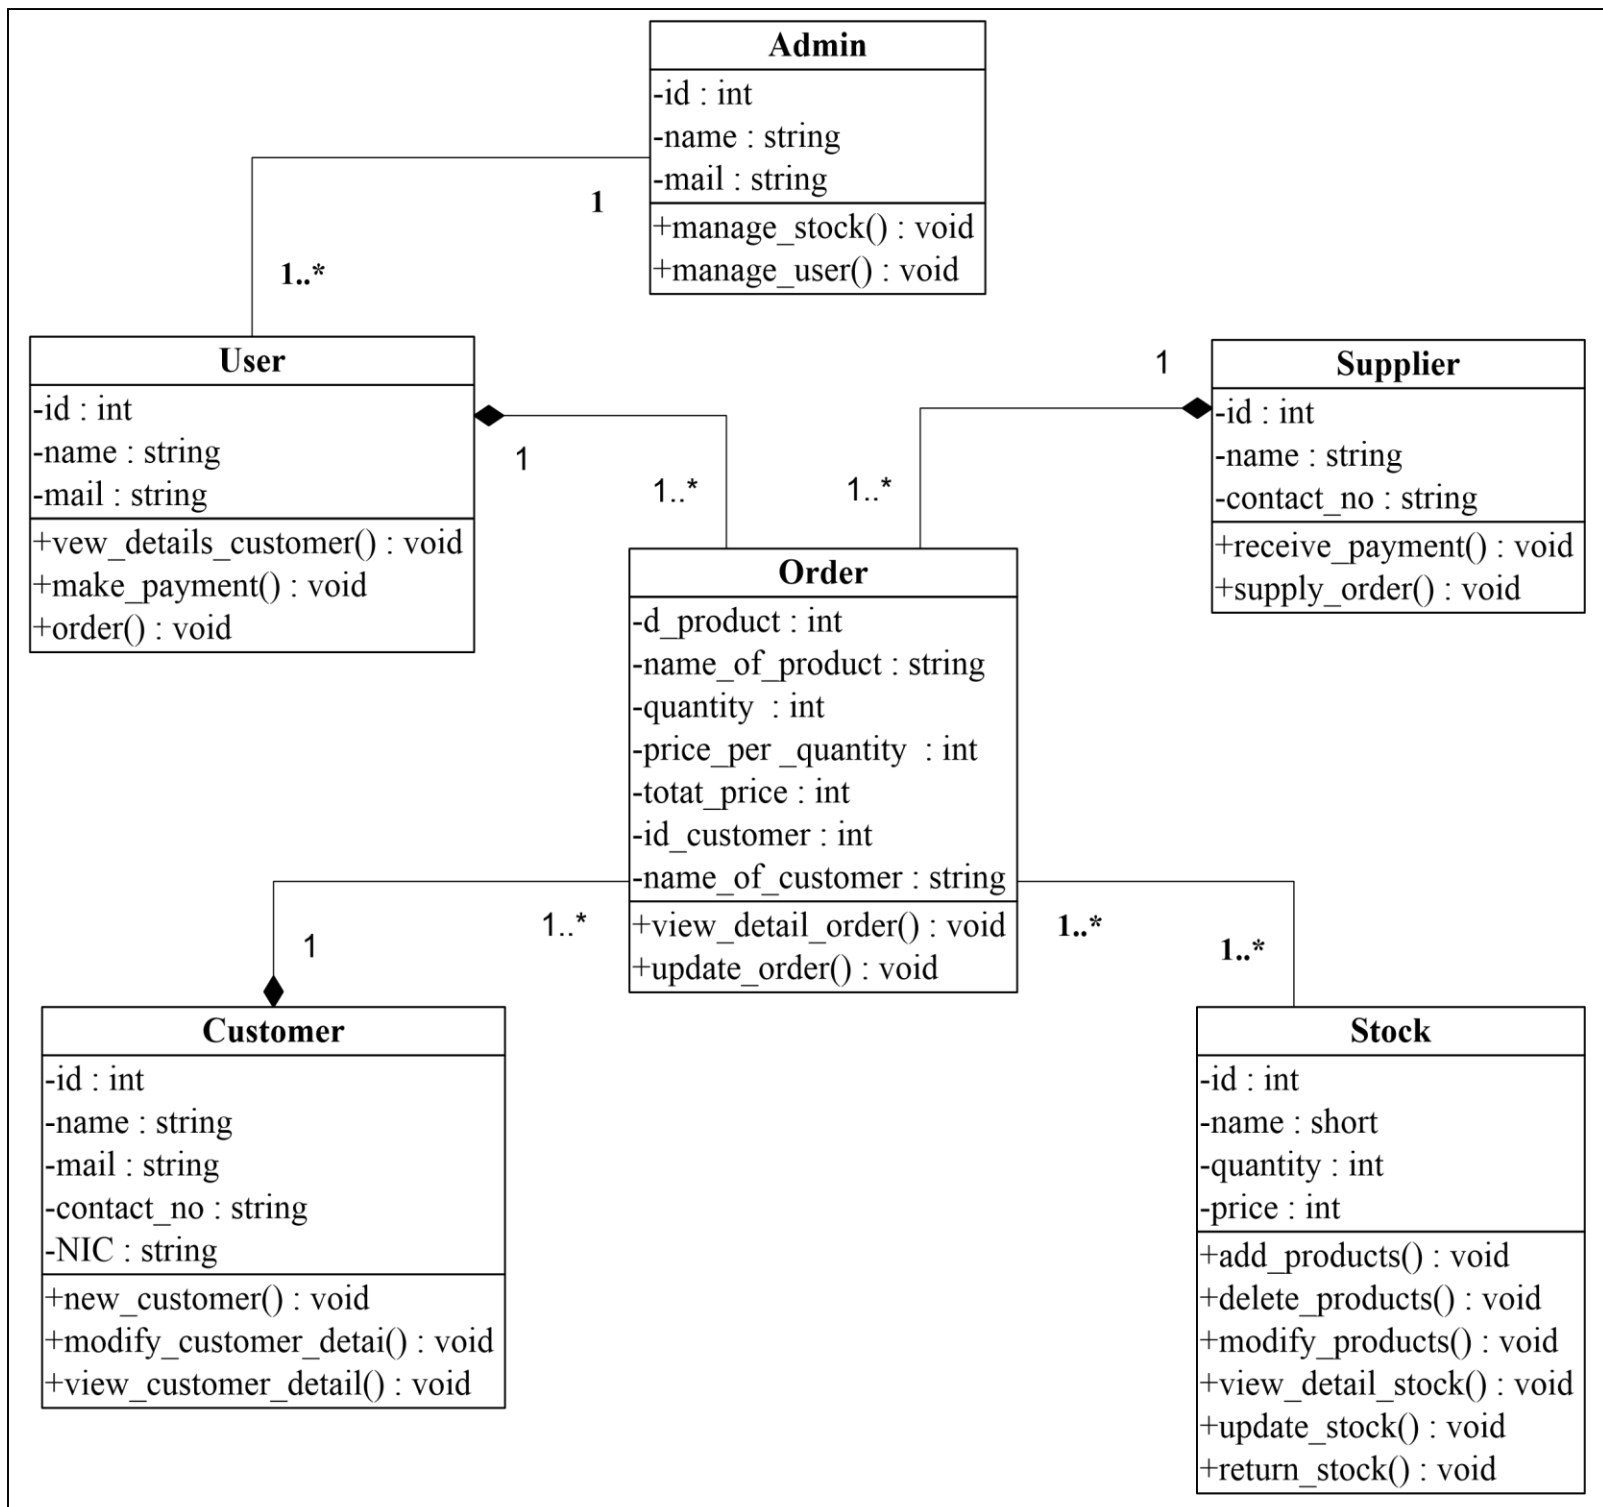 Admin
-id : int
-name : string
-mail : string
+manage_stock() : void
+manage_user() : void
1
1..*
User
-id : int
-name : string
-mail : string
+vew_details_customer() : void
+make_payment() : void
+order() : void
1
1..*
Supplier
-id : int
-name : string
-contact_no : string
+receive_payment() : void
+supply_order() : void
1
1..*
Order
-d_product : int
-name_of_product : string
-quantity  : int
-price_per _quantity  : int
-totat_price : int
-id_customer : int
-name_of_customer : string
+view_detail_order() : void
+update_order() : void
1..*
1
1..*
1..*
Customer
-id : int
-name : string
-mail : string
-contact_no : string
-NIC : string
+new_customer() : void
+modify_customer_detai() : void
+view_customer_detail() : void
Stock
-id : int
-name : short
-quantity : int
-price : int
+add_products() : void
+delete_products() : void
+modify_products() : void
+view_detail_stock() : void
+update_stock() : void
+return_stock() : void